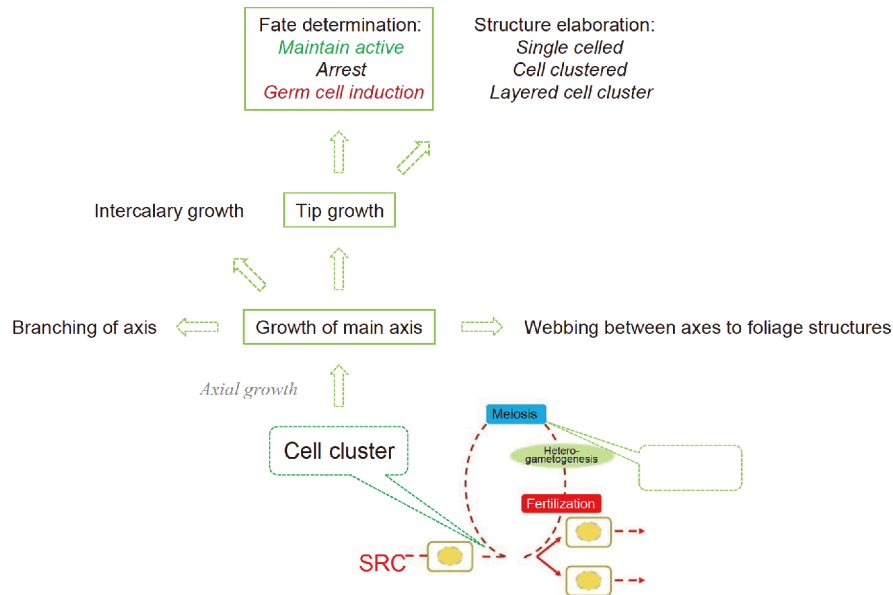 Fate determination:
Maintain active
Arrest
Germ cell induction
Structure elaboration:
Single celled
Cell clustered
Layered cell cluster
Intercalary growth
Tip growth
Branching of axis
Growth of main axis
Webbing between axes to foliage structures
Axial growth
Cell cluster
Meiosis
Hetero-
gametogenesis
Fertilization
SRC